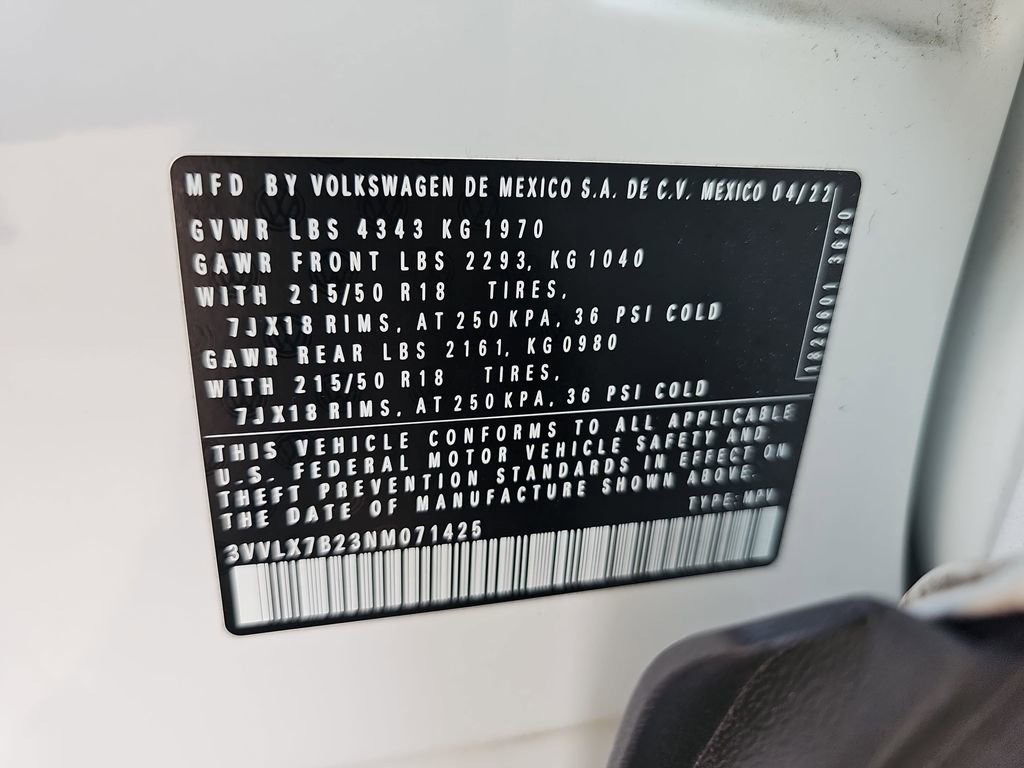 MFD BY VOLKSWAGEN DE MEXICO S.A. DE C.V. MEXICO 04/22
GVWR LBS 4343 KG 1970
GAWR FRONT LBS 2293, KG 1040
WITH 215/50 R18 TIRES,
7JX18 RIMS, AT 250 KPA, 36 PSI COLD
GAWR REAR LBS 2161, KG 0980
WITH 215/50 R18 TIRES,
7JX18 RIMS, AT 250 KPA, 36 PSI COLD
THIS VEHICLE CONFORMS TO ALL APPLICABLE
U.S. FEDERAL MOTOR VEHICLE SAFETY AND
THEFT PREVENTION STANDARDS IN EFFECT ON
THE DATE OF MANUFACTURE SHOWN ABOVE.
TYPE: MPV
3VVLX7B23NM071425
1826601 3620